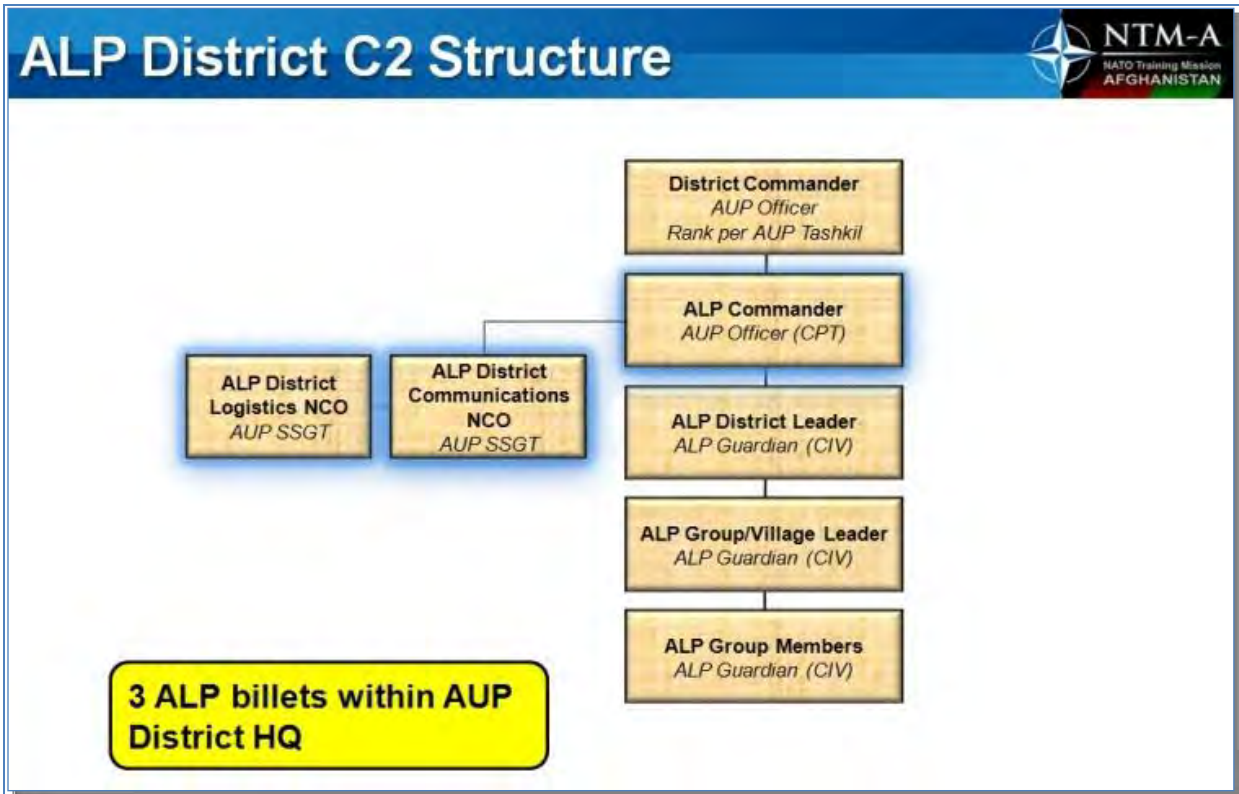 ALP District C2 Structure
NTM-A
NATO Training Mission
AFGHANISTAN
District Commander
AUP Officer
Rank per AUP Tashkil
ALP Commander
AUP Officer (CPT)
ALP District
Logistics NCO
AUP SSGT
ALP District
Communications
NCO
AUP SSGT
ALP District Leader
ALP Guardian (CIV)
ALP Group/Village Leader
ALP Guardian (CIV)
ALP Group Members
ALP Guardian (CIV)
3 ALP billets within AUP
District HQ